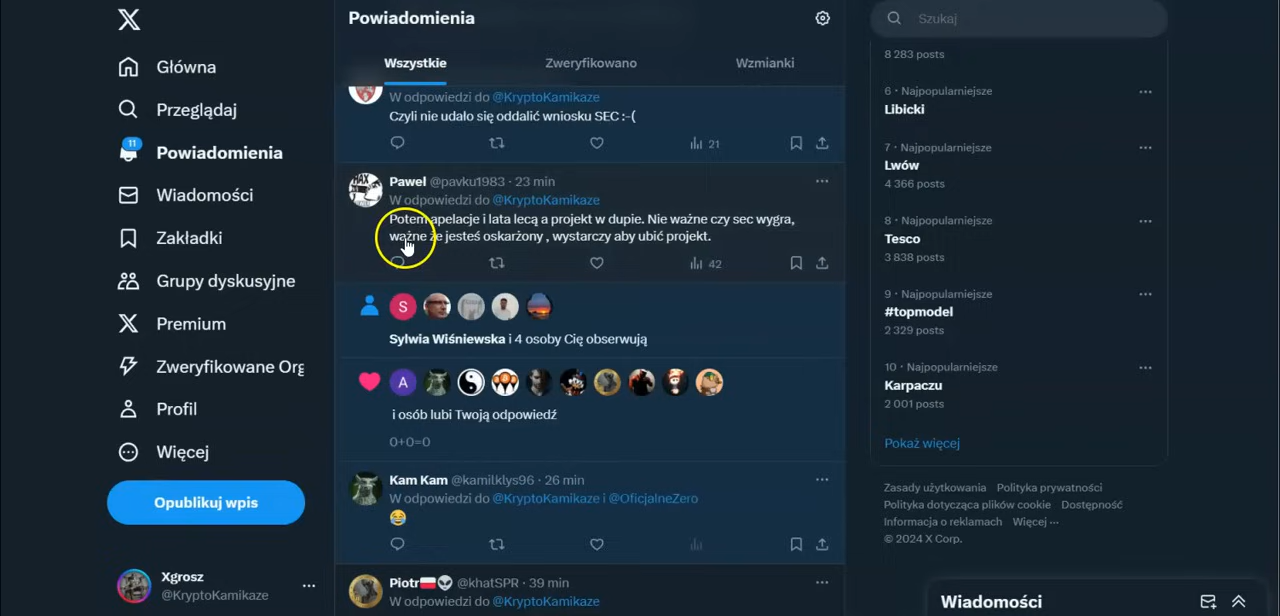 Główna
Przeglądaj
11
Powiadomienia
Wiadomości
Zakładki
Grupy dyskusyjne
Premium
Zweryfikowane Org
Profil
Więcej
Opublikuj wpis
Xgrosz
@KryptoKamikaze
Powiadomienia
Wszystkie
Zweryfikowano
Wzmianki
W odpowiedzi do @KryptoKamikaze
Czyli nie udało się oddalić wniosku SEC :-(
21
Paweł @pavku1983 · 23 min
W odpowiedzi do @KryptoKamikaze
Potem apelacje i lata lecą a projekt w dupie. Nie ważne czy sec wygra,
ważne że jesteś oskarżony , wystarczy aby ubić projekt.
42
S
Sylwia Wiśniewska i 4 osoby Cię obserwują
A
i osób lubi Twoją odpowiedź
0+0=0
Kam Kam @kamilklys96 · 26 min
W odpowiedzi do @KryptoKamikaze i @OficjalneZero
😂
Piotr🇵🇱👽 @khatSPR · 39 min
W odpowiedzi do @KryptoKamikaze
Szukaj
8 283 posts
6 · Najpopularniejsze
Libicki
7 · Najpopularniejsze
Lwów
4 366 posts
8 · Najpopularniejsze
Tesco
3 838 posts
9 · Najpopularniejsze
#topmodel
2 329 posts
10 · Najpopularniejsze
Karpaczu
2 001 posts
Pokaż więcej
Zasady użytkowania Polityka prywatności
Polityka dotycząca plików cookie Dostępność
Informacja o reklamach Więcej ···
© 2024 X Corp.
Wiadomości